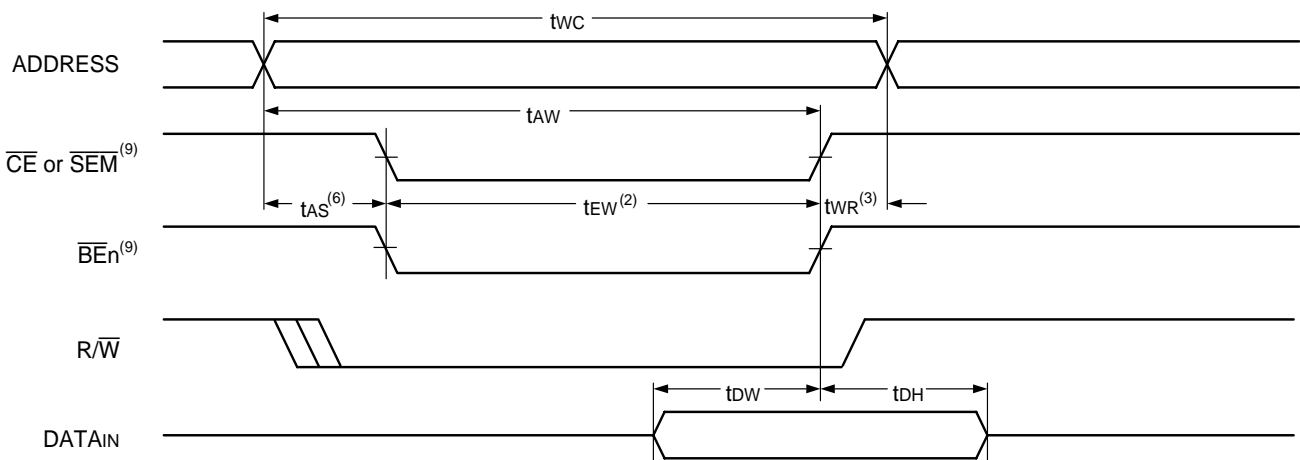 tWC
ADDRESS
tAW
CE or SEM(9)
tAS(6) tEW(2) tWR(3)
BEn(9)
R/W
tDW tDH
DATAIN